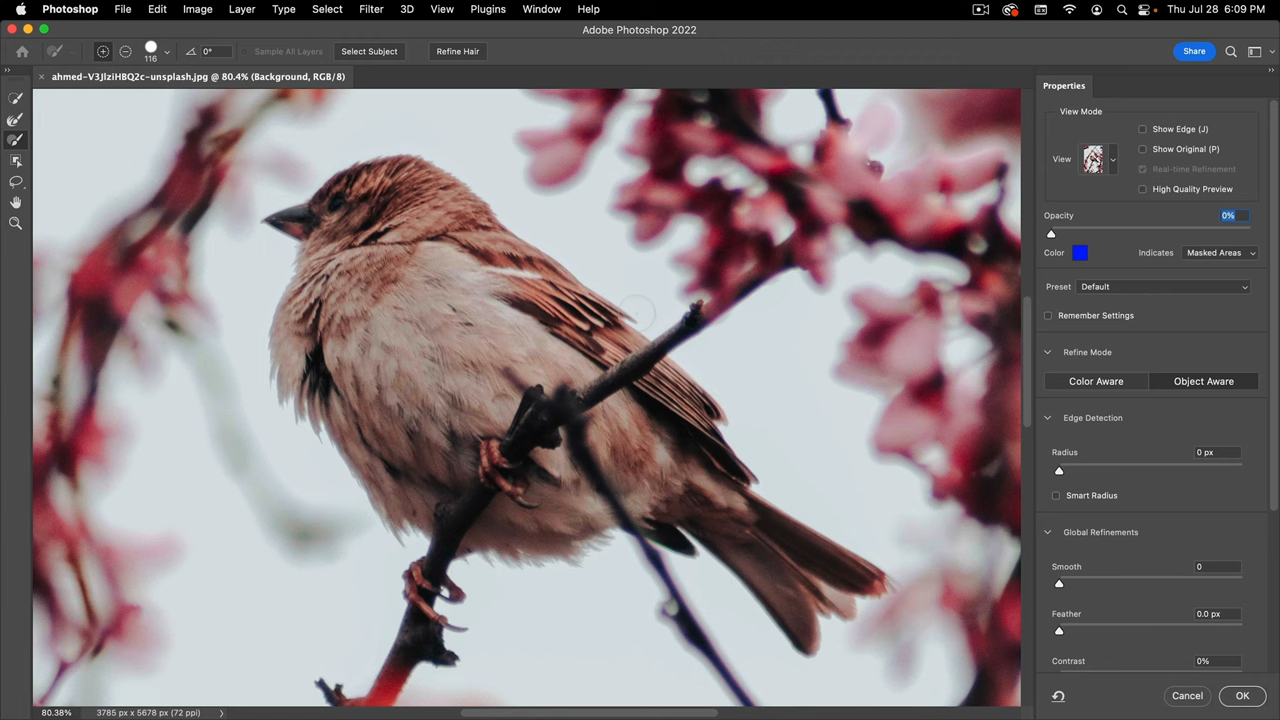 Photoshop File Edit Image Layer Type Select Filter 3D View Plugins Window Help Thu Jul 28 6:09 PM
Adobe Photoshop 2022
116 0° Sample All Layers Select Subject Refine Hair Share
ahmed-V3JlziHBQ2c-unsplash.jpg @ 80.4% (Background, RGB/8)
Properties
View Mode
Show Edge (J)
Show Original (P)
View
Real-time Refinement
High Quality Preview
Opacity 0%
Color Indicates Masked Areas
Preset Default
Remember Settings
Refine Mode
Color Aware Object Aware
Edge Detection
Radius 0 px
Smart Radius
Global Refinements
Smooth 0
Feather 0.0 px
Contrast 0%
Cancel OK
80.38% 3785 px x 5678 px (72 ppi)